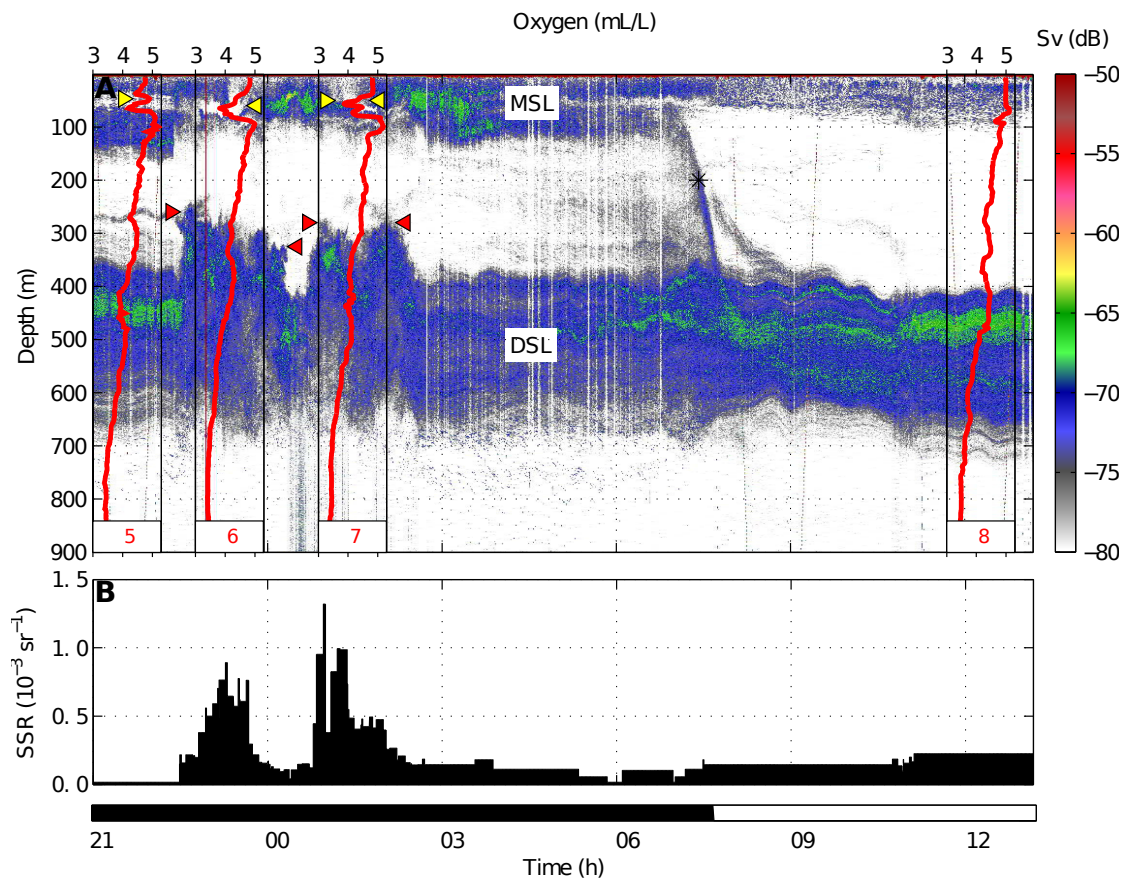 Oxygen (mL/L)
3 4 5 3 5 3 4 5 3 4 5
Sv (dB)
A
MSL
DSL
Depth (m)
100
200
300
400
500
600
700
800
900
5 6 7 8
−50
−55
−60
−65
−70
−75
−80
B
SSR (10⁻³ sr⁻¹)
1.5
1.0
0.5
0.0
21 00 03 06 09 12
Time (h)